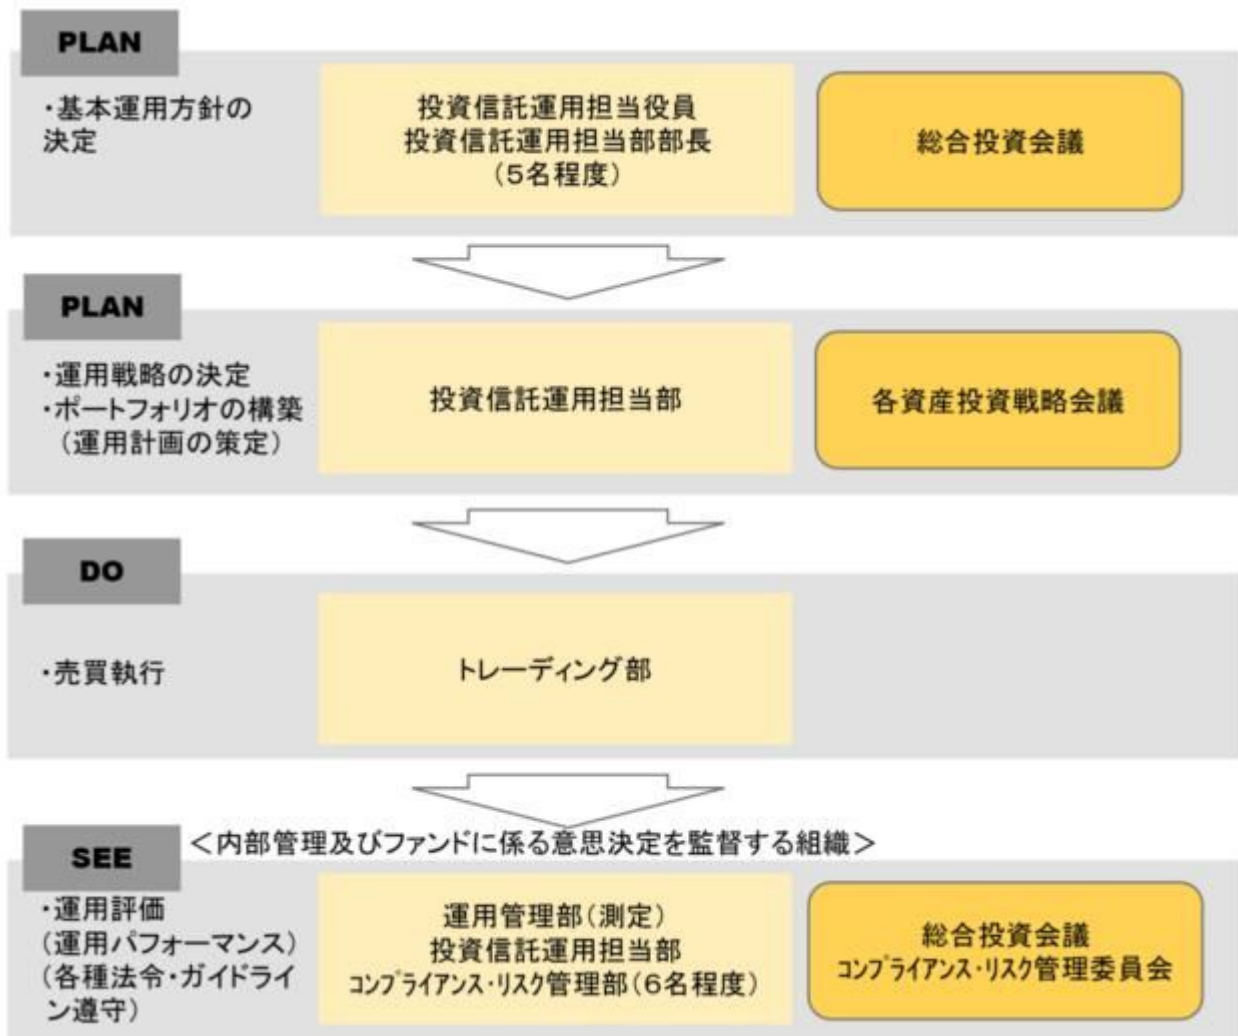 PLAN
・基本運用方針の
決定
投資信託運用担当役員
投資信託運用担当部部長
(5名程度)
総合投資会議
PLAN
・運用戦略の決定
・ポートフォリオの構築
(運用計画の策定)
投資信託運用担当部
各資産投資戦略会議
DO
・売買執行
トレーディング部
SEE
<内部管理及びファンドに係る意思決定を監督する組織>
・運用評価
(運用パフォーマンス)
(各種法令・ガイドライ
ン遵守)
運用管理部(測定)
投資信託運用担当部
コンプライアンス・リスク管理部(6名程度)
総合投資会議
コンプライアンス・リスク管理委員会